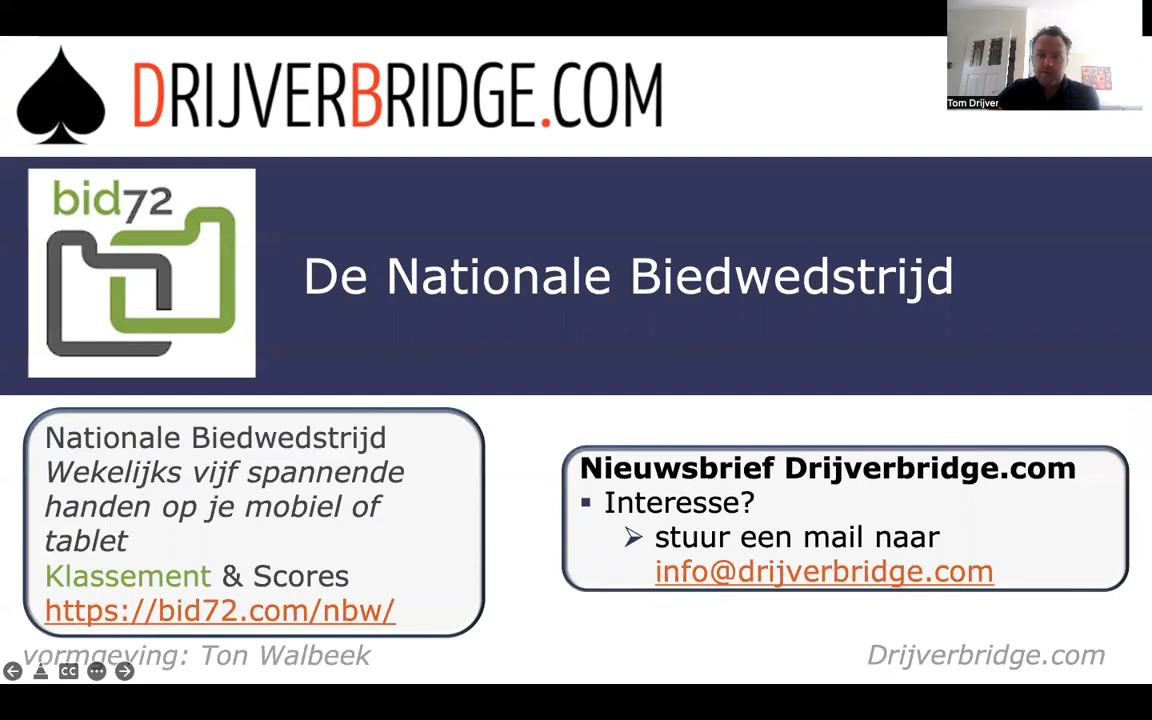 DRIJVERBRIDGE.COM
Tom Drijver
bid72
De Nationale Biedwedstrijd
Nationale Biedwedstrijd
Wekelijks vijf spannende
handen op je mobiel of
tablet
Klassement & Scores
https://bid72.com/nbw/
Nieuwsbrief Drijverbridge.com
Interesse?
stuur een mail naar
info@drijverbridge.com
vormgeving: Ton Walbeek
CC
Drijverbridge.com